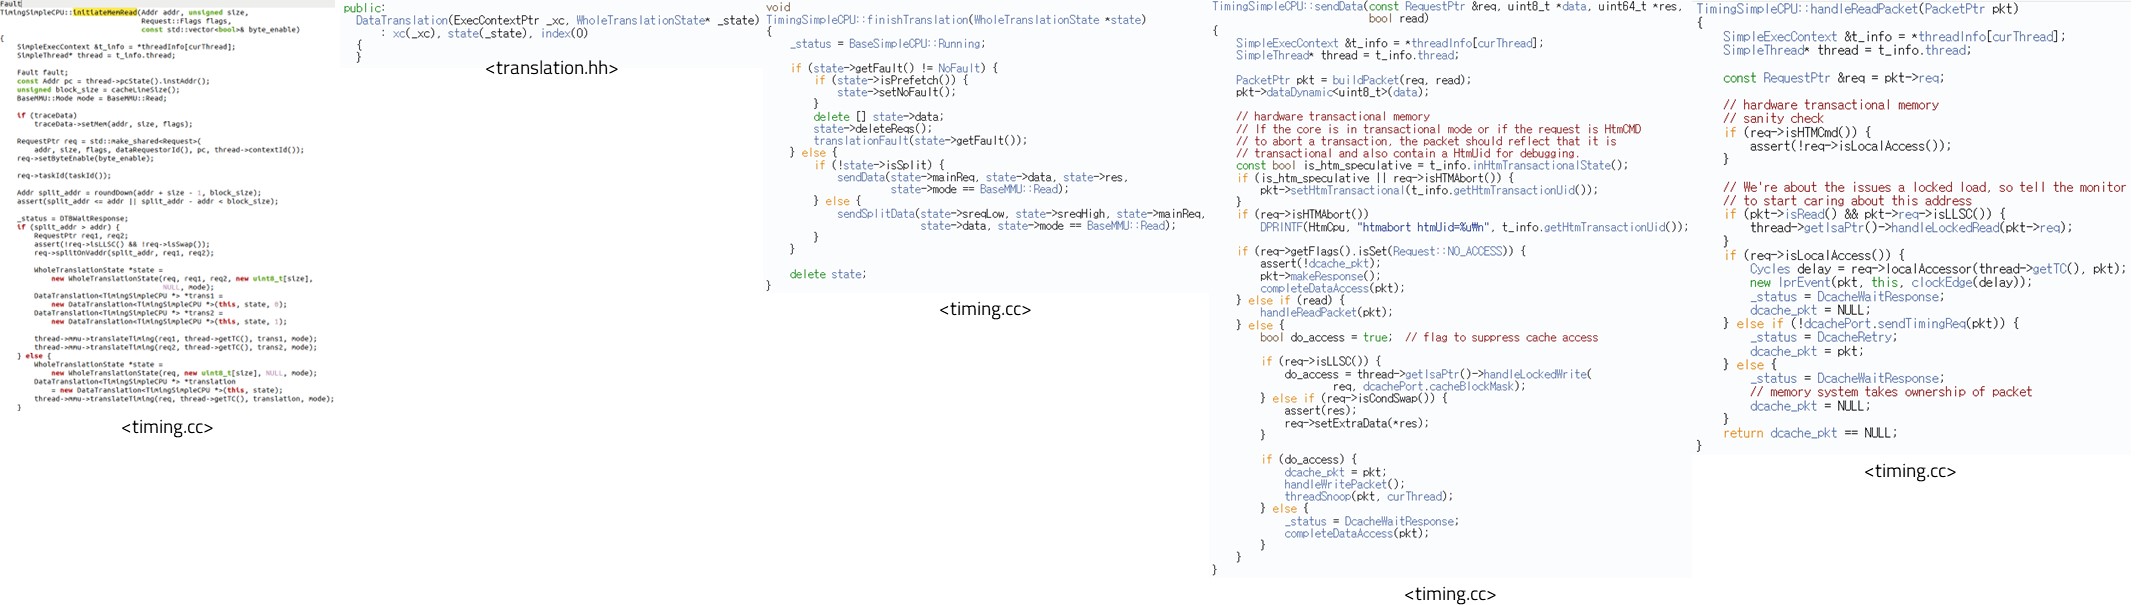 Fault
TimingSimpleCPU::initiateMemRead(Addr addr, unsigned size,
Request::Flags flags,
const std::vector<bool>& byte_enable)
{
SimpleExecContext &t_info = *threadInfo[curThread];
SimpleThread* thread = t_info.thread;
Fault fault;
const Addr pc = thread->pcState().instAddr();
unsigned block_size = cacheLineSize();
BaseMMU::Mode mode = BaseMMU::Read;
if (traceData)
traceData->setMem(addr, size, flags);
RequestPtr req = std::make_shared<Request>(
addr, size, flags, dataRequestorId(), pc, thread->contextId());
req->setByteEnable(byte_enable);
req->taskId(taskId());
Addr split_addr = roundDown(addr + size - 1, block_size);
assert(split_addr <= addr || split_addr - addr < block_size);
_status = DTBWaitResponse;
if (split_addr > addr) {
RequestPtr req1, req2;
assert(!req->isLLSC() && !req->isSwap());
req->splitOnVaddr(split_addr, req1, req2);
WholeTranslationState *state =
new WholeTranslationState(req, req1, req2, new uint8_t[size],
NULL, mode);
DataTranslation<TimingSimpleCPU *> *trans1 =
new DataTranslation<TimingSimpleCPU *>(this, state, 0);
DataTranslation<TimingSimpleCPU *> *trans2 =
new DataTranslation<TimingSimpleCPU *>(this, state, 1);
thread->mmu->translateTiming(req1, thread->getTC(), trans1, mode);
thread->mmu->translateTiming(req2, thread->getTC(), trans2, mode);
} else {
WholeTranslationState *state =
new WholeTranslationState(req, new uint8_t[size], NULL, mode);
DataTranslation<TimingSimpleCPU *> *translation
= new DataTranslation<TimingSimpleCPU *>(this, state);
thread->mmu->translateTiming(req, thread->getTC(), translation, mode);
}
<timing.cc>
public:
DataTranslation(ExecContextPtr _xc, WholeTranslationState* _state)
: xc(_xc), state(_state), index(0)
{
}
<translation.hh>
void
TimingSimpleCPU::finishTranslation(WholeTranslationState *state)
{
_status = BaseSimpleCPU::Running;
if (state->getFault() != NoFault) {
if (state->isPrefetch()) {
state->setNoFault();
}
delete [] state->data;
state->deleteReqs();
translationFault(state->getFault());
} else {
if (!state->isSplit) {
sendData(state->mainReq, state->data, state->res,
state->mode == BaseMMU::Read);
} else {
sendSplitData(state->sreqLow, state->sreqHigh, state->mainReq,
state->data, state->mode == BaseMMU::Read);
}
}
delete state;
}
<timing.cc>
TimingSimpleCPU::sendData(const RequestPtr &req, uint8_t *data, uint64_t *res,
bool read)
{
SimpleExecContext &t_info = *threadInfo[curThread];
SimpleThread* thread = t_info.thread;
PacketPtr pkt = buildPacket(req, read);
pkt->dataDynamic<uint8_t>(data);
// hardware transactional memory
// If the core is in transactional mode or if the request is HtmCMD
// to abort a transaction, the packet should reflect that it is
// transactional and also contain a HtmUid for debugging.
const bool is_htm_speculative = t_info.inHtmTransactionalState();
if (is_htm_speculative || req->isHTMAbort()) {
pkt->setHtmTransactional(t_info.getHtmTransactionUid());
}
if (req->isHTMAbort())
DPRINTF(HtmCpu, "htmabort htmUid=%u₩n", t_info.getHtmTransactionUid());
if (req->getFlags().isSet(Request::NO_ACCESS)) {
assert(!dcache_pkt);
pkt->makeResponse();
completeDataAccess(pkt);
} else if (read) {
handleReadPacket(pkt);
} else {
bool do_access = true;  // flag to suppress cache access
if (req->isLLSC()) {
do_access = thread->getIsaPtr()->handleLockedWrite(
req, dcachePort.cacheBlockMask);
} else if (req->isCondSwap()) {
assert(res);
req->setExtraData(*res);
}
if (do_access) {
dcache_pkt = pkt;
handleWritePacket();
threadSnoop(pkt, curThread);
} else {
_status = DcacheWaitResponse;
completeDataAccess(pkt);
}
}
}
<timing.cc>
TimingSimpleCPU::handleReadPacket(PacketPtr pkt)
{
SimpleExecContext &t_info = *threadInfo[curThread];
SimpleThread* thread = t_info.thread;
const RequestPtr &req = pkt->req;
// hardware transactional memory
// sanity check
if (req->isHTMCmd()) {
assert(!req->isLocalAccess());
}
// We're about the issues a locked load, so tell the monitor
// to start caring about this address
if (pkt->isRead() && pkt->req->isLLSC()) {
thread->getIsaPtr()->handleLockedRead(pkt->req);
}
if (req->isLocalAccess()) {
Cycles delay = req->localAccessor(thread->getTC(), pkt);
new IprEvent(pkt, this, clockEdge(delay));
_status = DcacheWaitResponse;
dcache_pkt = NULL;
} else if (!dcachePort.sendTimingReq(pkt)) {
_status = DcacheRetry;
dcache_pkt = pkt;
} else {
_status = DcacheWaitResponse;
// memory system takes ownership of packet
dcache_pkt = NULL;
}
return dcache_pkt == NULL;
}
<timing.cc>